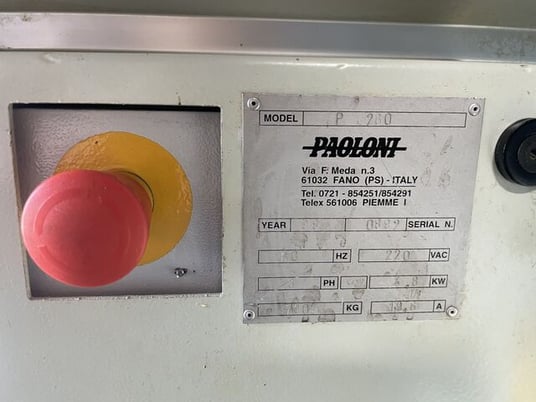 MODEL P 260
PAOLONI
Via F. Meda n.3
61032 FANO (PS) - ITALY
Tel. 0721 - 854251/854291
Telex 561006 PIEMME I
YEAR SERIAL N.
HZ 220 VAC
PH KW
KG A